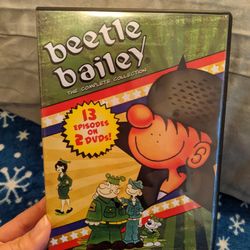 beetle
bailey
THE COMPLETE COLLECTION
13
EPISODES ON
2 DVDs!